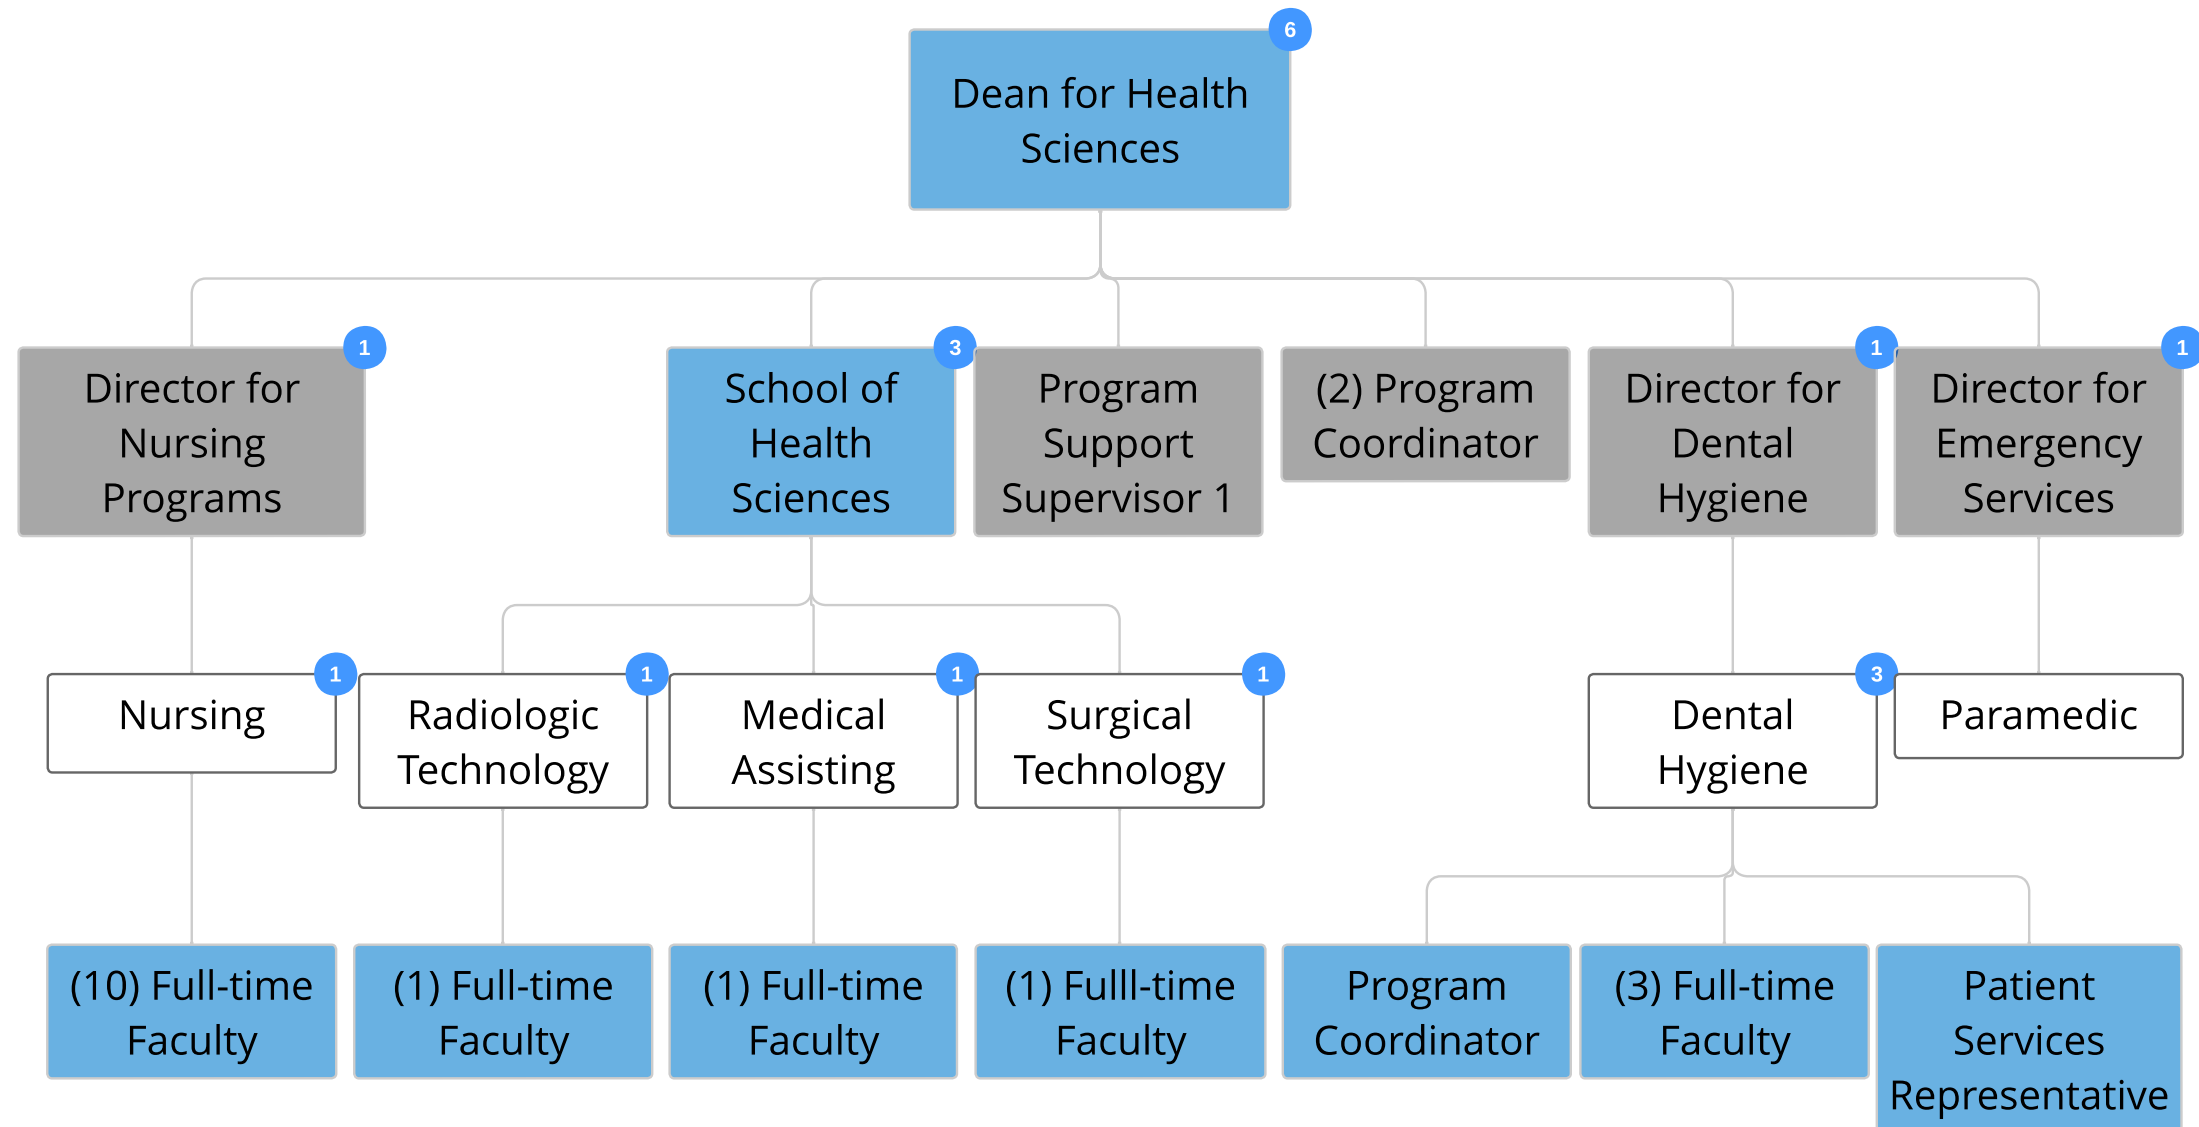 6
Dean for Health
Sciences
1
Director for
Nursing
Programs
3
School of
Health
Sciences
Program
Support
Supervisor 1
(2) Program
Coordinator
1
Director for
Dental
Hygiene
1
Director for
Emergency
Services
1
Nursing
1
Radiologic
Technology
1
Medical
Assisting
1
Surgical
Technology
3
Dental
Hygiene
Paramedic
(10) Full-time
Faculty
(1) Full-time
Faculty
(1) Full-time
Faculty
(1) Fulll-time
Faculty
Program
Coordinator
(3) Full-time
Faculty
Patient
Services
Representative